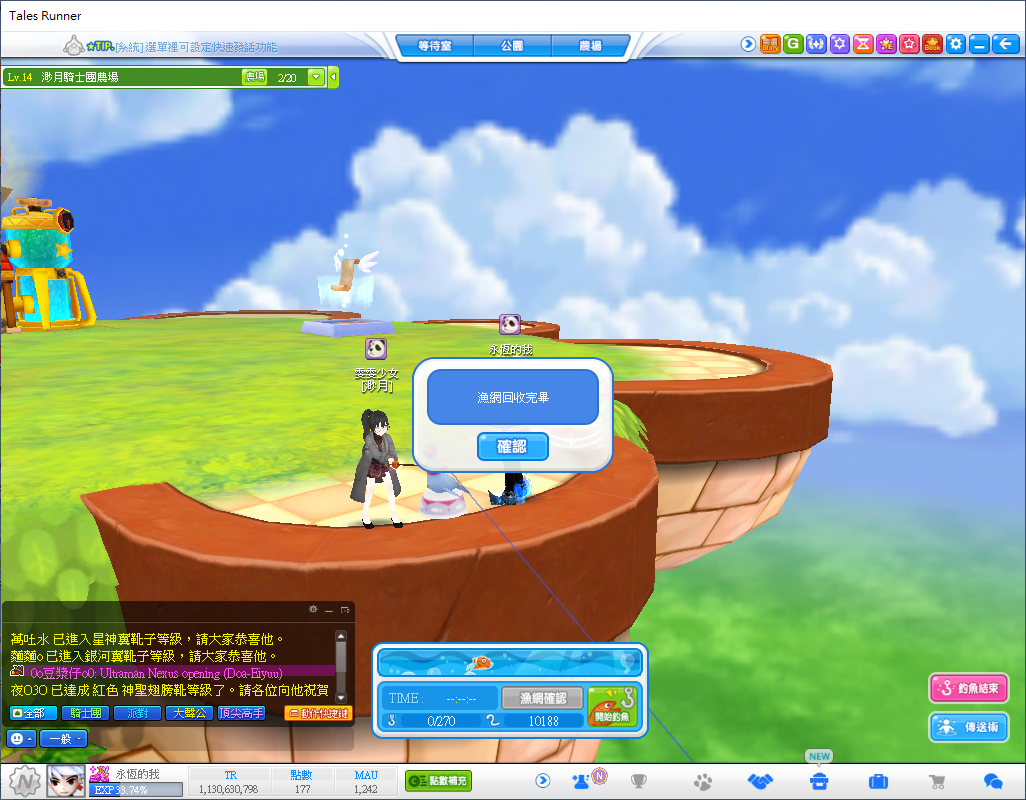 Tales Runner
TIP. [系統] 選單裡可設定快速發話功能
等待室 公園 農場
Story G E Book
Lv.14 渺月騎士團農場 農場 2/20
永恆的我
雯雯少女
[渺月]
漁網回收完畢
確認
萬吐水 已進入星神翼靴子等級，請大家恭喜他。
麵麵o 已進入銀河翼靴子等級，請大家恭喜他。
0o豆漿仔o0: Ultraman Nexus opening (Doa-Eiyuu)
夜O3O 已達成 紅色 神聖翅膀靴等級了。請各位向他祝賀
全部 騎士團 派對 大聲公 頂尖高手 動作快捷鍵
一般
TIME : --:--:-- 漁網確認
0/270 10188 開始釣魚
釣魚結束
傳送術
NEW
N 永恆的我 TR 點數 MAU 點數補充 N
EXP 33.74% 1,130,630,798 177 1,242